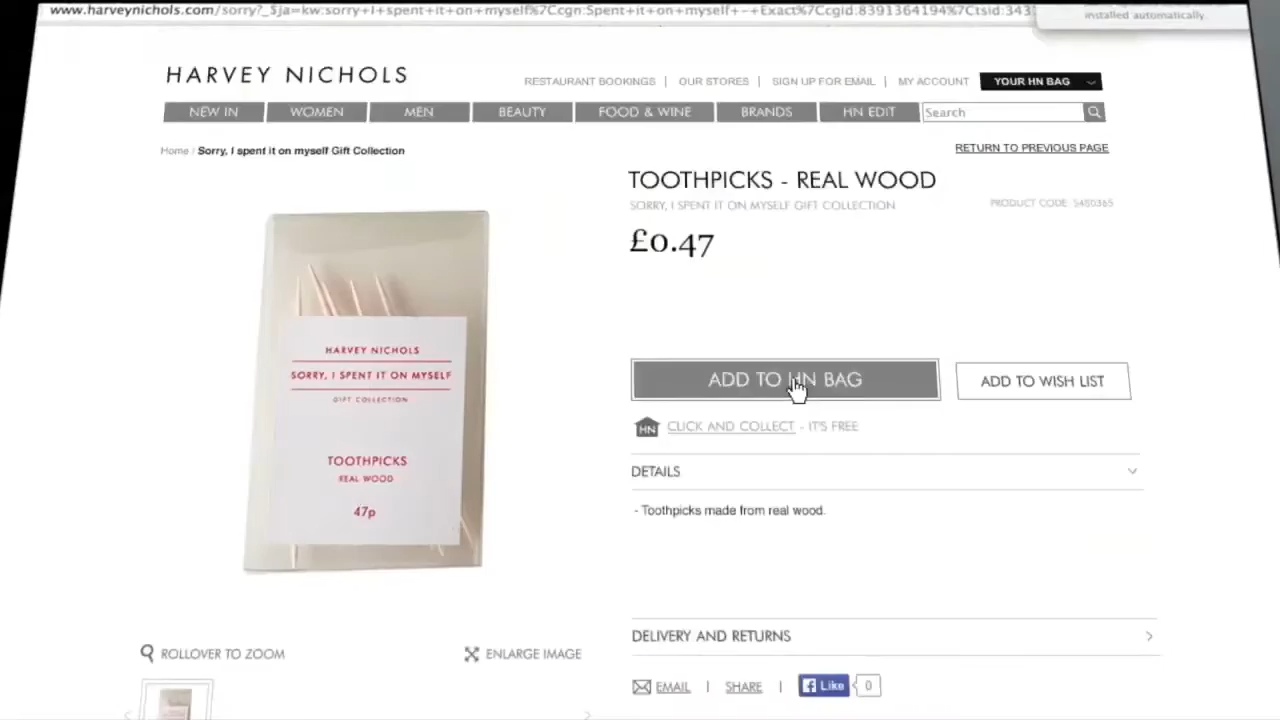 www.harveynichols.com/sorry?_$ja=kw:sorry+I+spent+it+on+myself%7Ccgn:Spent+it+on+myself+-+Exact%7Ccgid:8391364194%7Ctsid:343
installed automatically.
HARVEY NICHOLS
RESTAURANT BOOKINGS | OUR STORES | SIGN UP FOR EMAIL | MY ACCOUNT YOUR HN BAG
NEW IN WOMEN MEN BEAUTY FOOD & WINE BRANDS HN EDIT Search
Home / Sorry, I spent it on myself Gift Collection
RETURN TO PREVIOUS PAGE
TOOTHPICKS - REAL WOOD
SORRY, I SPENT IT ON MYSELF GIFT COLLECTION PRODUCT CODE: 5480365
£0.47
HARVEY NICHOLS
SORRY, I SPENT IT ON MYSELF
GIFT COLLECTION
TOOTHPICKS
REAL WOOD
47p
ADD TO HN BAG ADD TO WISH LIST
HN CLICK AND COLLECT - IT'S FREE
DETAILS
- Toothpicks made from real wood.
DELIVERY AND RETURNS
ROLLOVER TO ZOOM ENLARGE IMAGE
EMAIL | SHARE | Like 0